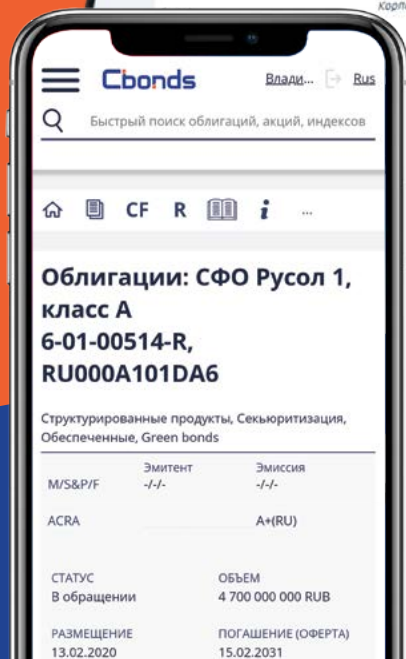 Корп
Cbonds
Влади...
Rus
Быстрый поиск облигаций, акций, индексов
CF R i ...
Облигации: СФО Русол 1,
класс А
6-01-00514-R,
RU000A101DA6
Структурированные продукты, Секьюритизация,
Обеспеченные, Green bonds
Эмитент Эмиссия
M/S&P/F -/-/- -/-/-
ACRA A+(RU)
СТАТУС ОБЪЕМ
В обращении 4 700 000 000 RUB
РАЗМЕЩЕНИЕ ПОГАШЕНИЕ (ОФЕРТА)
13.02.2020 15.02.2031